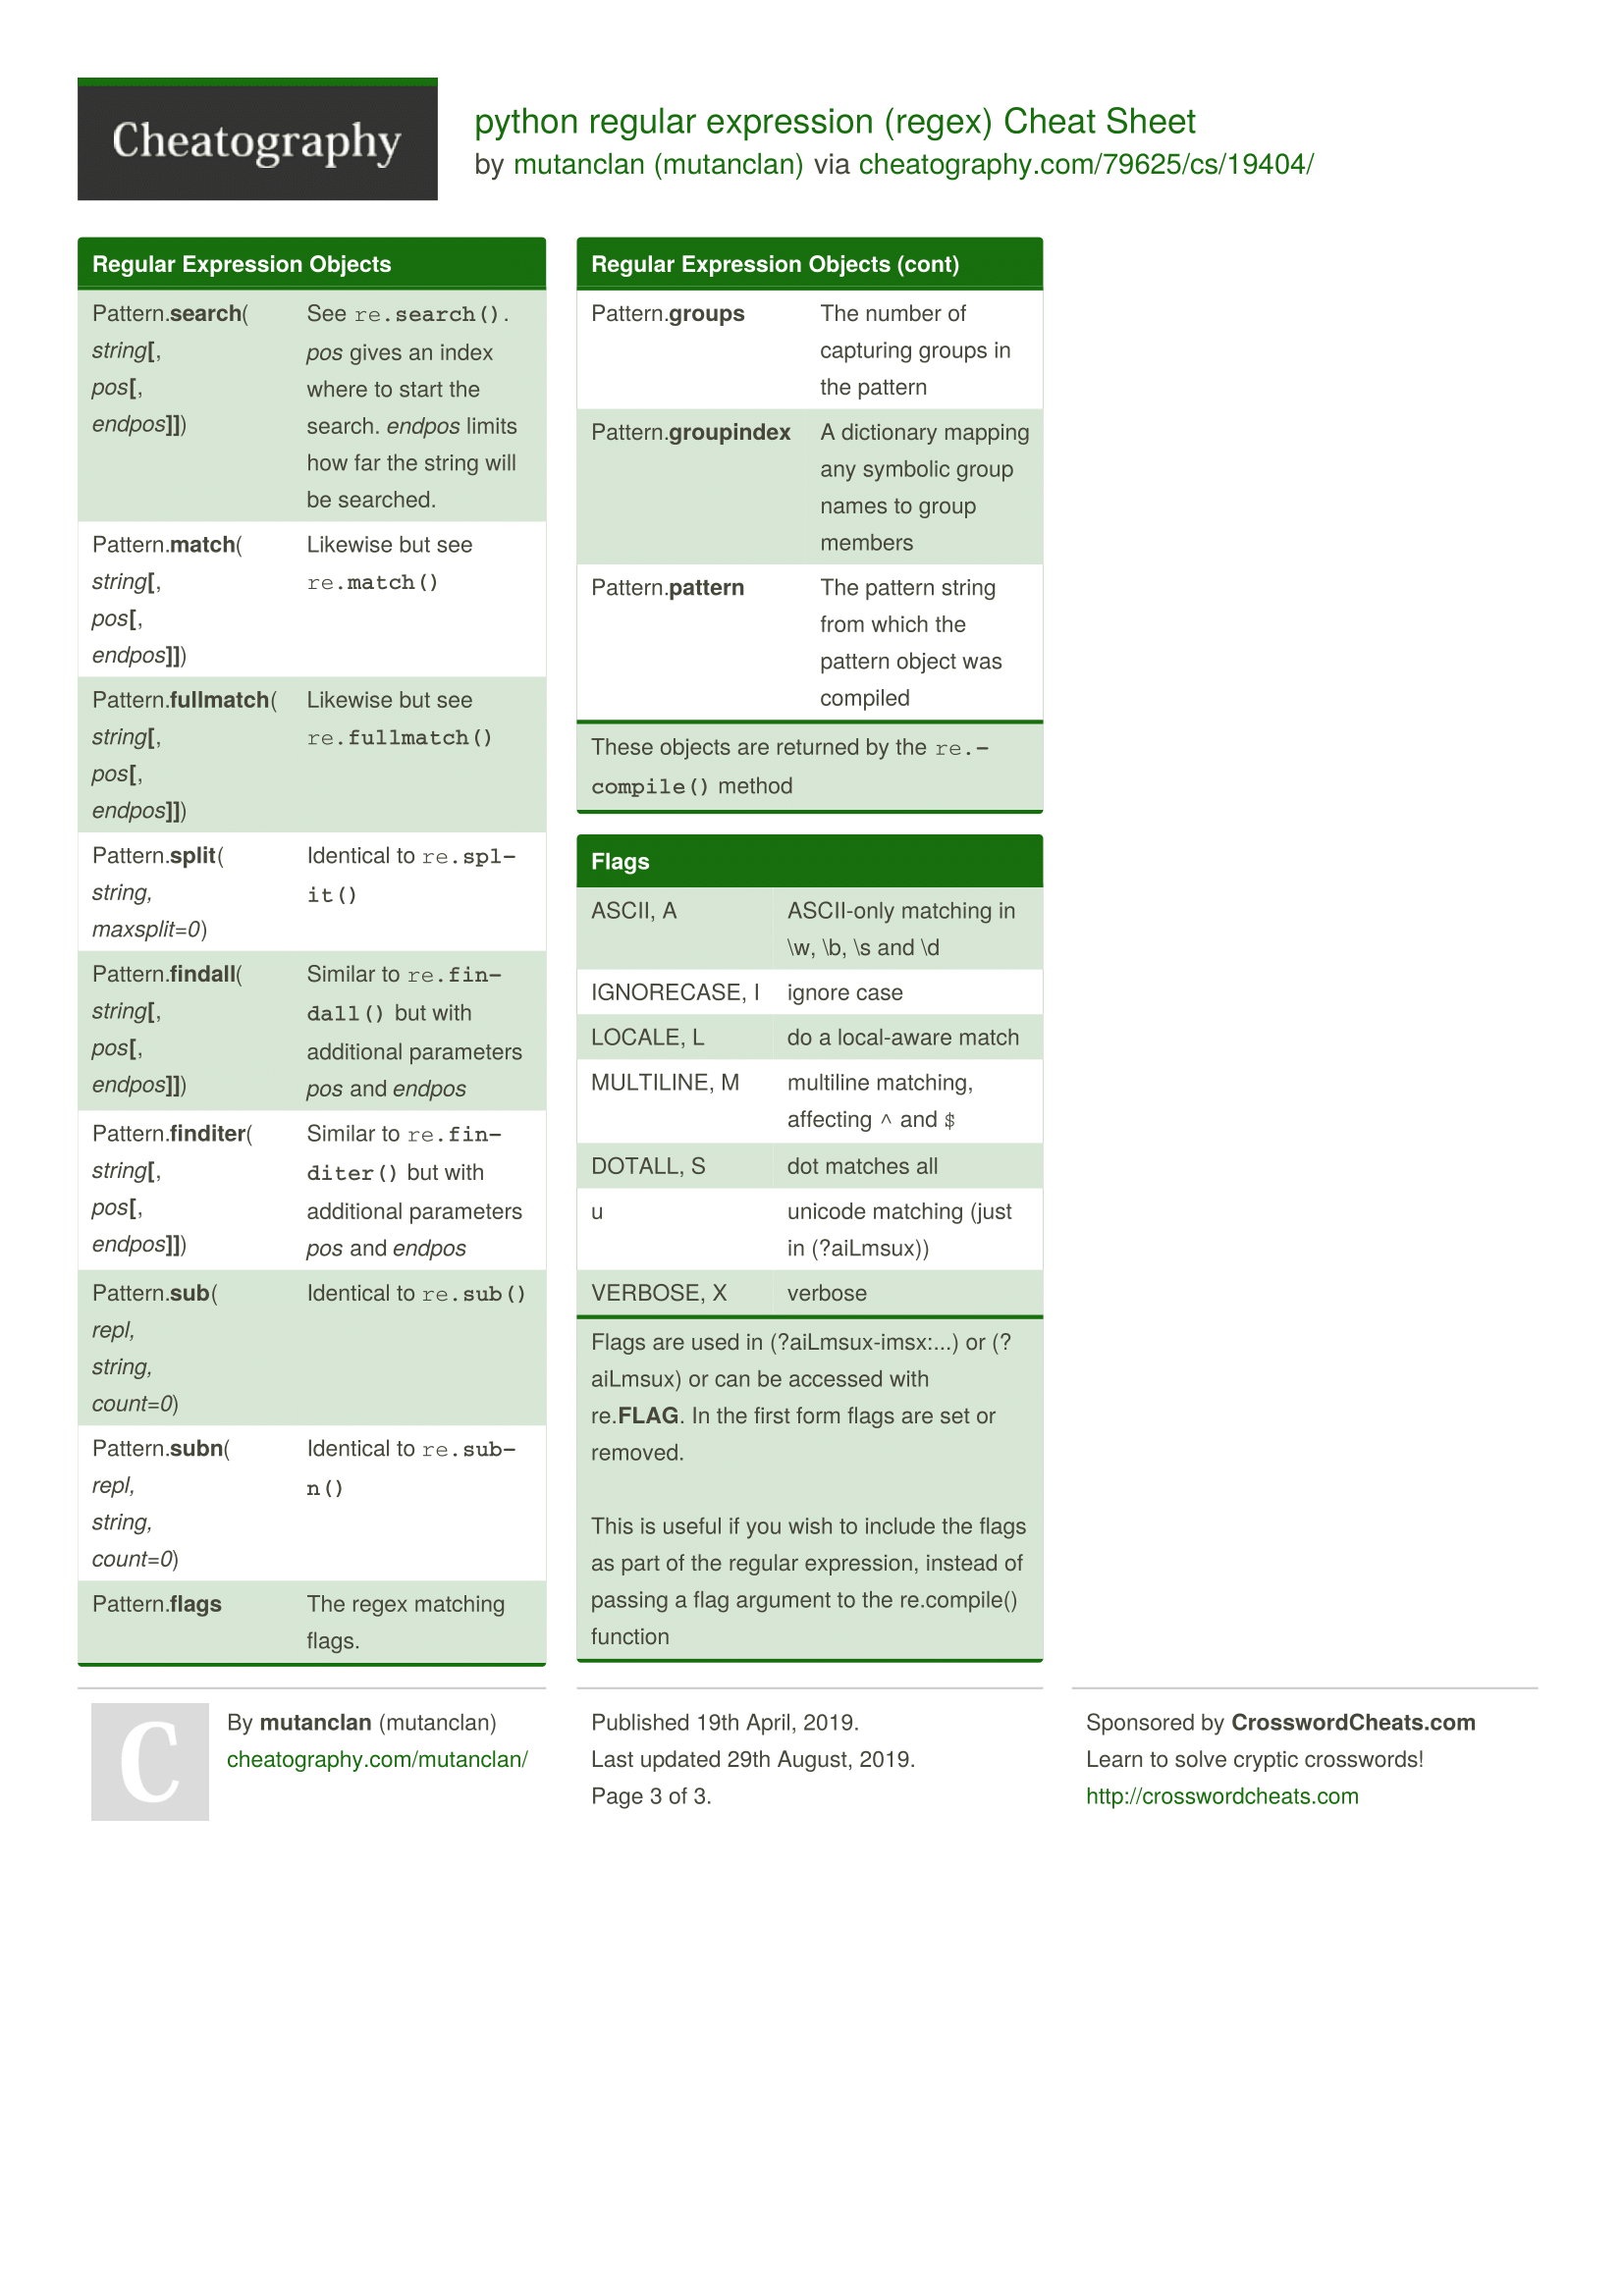 Cheatography
python regular expression (regex) Cheat Sheet
by mutanclan (mutanclan) via cheatography.com/79625/cs/19404/
Regular Expression Objects
Pattern.search(
string[,
pos[,
endpos]])
See re.search().
pos gives an index
where to start the
search. endpos limits
how far the string will
be searched.
Pattern.match(
string[,
pos[,
endpos]])
Likewise but see
re.match()
Pattern.fullmatch(
string[,
pos[,
endpos]])
Likewise but see
re.fullmatch()
Pattern.split(
string,
maxsplit=0)
Identical to re.spl-
it()
Pattern.findall(
string[,
pos[,
endpos]])
Similar to re.fin-
dall() but with
additional parameters
pos and endpos
Pattern.finditer(
string[,
pos[,
endpos]])
Similar to re.fin-
diter() but with
additional parameters
pos and endpos
Pattern.sub(
repl,
string,
count=0)
Identical to re.sub()
Pattern.subn(
repl,
string,
count=0)
Identical to re.sub-
n()
Pattern.flags
The regex matching
flags.
Regular Expression Objects (cont)
Pattern.groups
The number of
capturing groups in
the pattern
Pattern.groupindex
A dictionary mapping
any symbolic group
names to group
members
Pattern.pattern
The pattern string
from which the
pattern object was
compiled
These objects are returned by the re.-
compile() method
Flags
ASCII, A
ASCII-only matching in
\w, \b, \s and \d
IGNORECASE, I
ignore case
LOCALE, L
do a local-aware match
MULTILINE, M
multiline matching,
affecting ^ and $
DOTALL, S
dot matches all
u
unicode matching (just
in (?aiLmsux))
VERBOSE, X
verbose
Flags are used in (?aiLmsux-imsx:...) or (?
aiLmsux) or can be accessed with
re.FLAG. In the first form flags are set or
removed.
This is useful if you wish to include the flags
as part of the regular expression, instead of
passing a flag argument to the re.compile()
function
C
By mutanclan (mutanclan)
cheatography.com/mutanclan/
Published 19th April, 2019.
Last updated 29th August, 2019.
Page 3 of 3.
Sponsored by CrosswordCheats.com
Learn to solve cryptic crosswords!
http://crosswordcheats.com